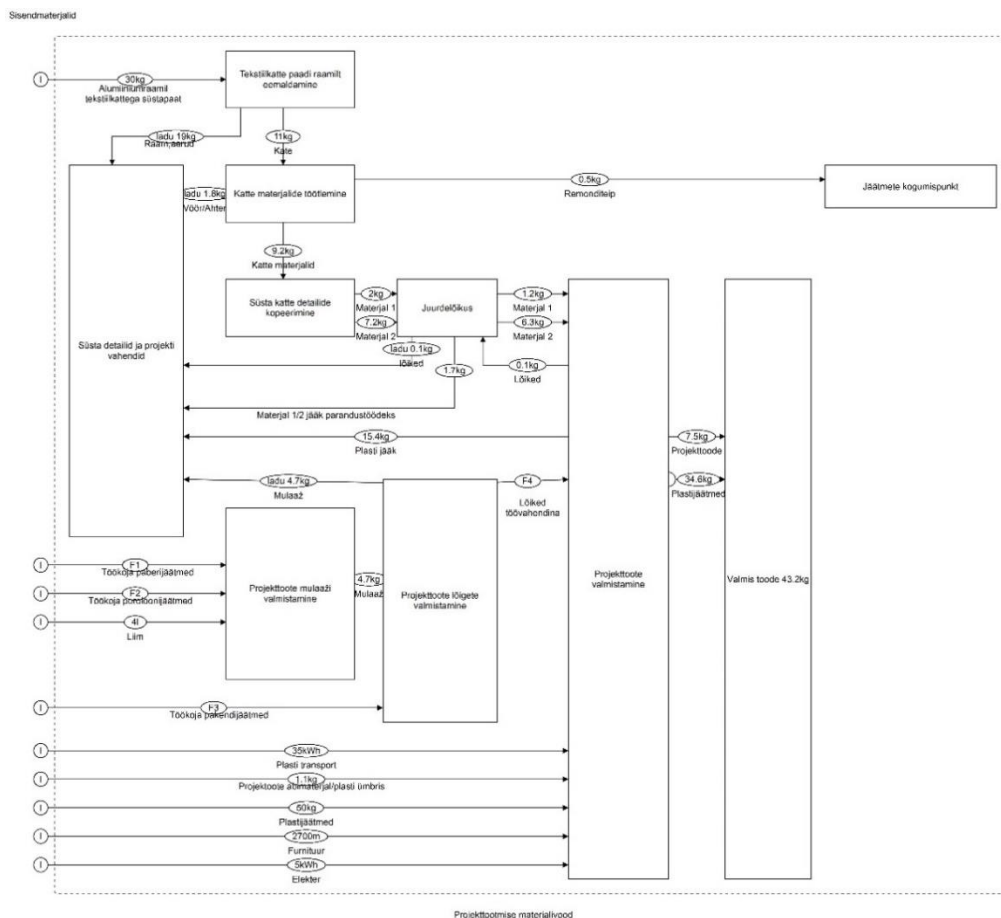 Sisendmaterjalid
Tekstiilkatte paadi raamilt
eemaldamine
I
30kg
Alumiiniumraamil
tekstiilkattega süstapaat
ladu 19kg
Raam,aerud
11kg
Kate
ladu 1.8kg
Vöör/Ahter
Katte materjalide töötlemine
0.5kg
Remonditeip
Jäätmete kogumispunkt
9.2kg
Katte materjalid
Süsta katte detailide
kopeerimine
2kg
Materjal 1
7.2kg
Materjal 2
Juurdelõikus
1.2kg
Materjal 1
6.3kg
Materjal 2
Süsta detailid ja projekti
vahendid
ladu 0.1kg
lõiked
1.7kg
0.1kg
Lõiked
Materjal 1/2 jääk parandustöödeks
15.4kg
Plasti jääk
7.5kg
Projekttoode
ladu 4.7kg
Mulaaž
F4
Lõiked
töövahendina
34.6kg
Plastijäätmed
I
F1
Töökoja paberijäätmed
I
F2
Töökoja poroloonijäätmed
I
4l
Liim
Projekttoote mulaaži
valmistamine
4.7kg
Mulaaž
Projekttoote lõigete
valmistamine
Projekttoote
valmistamine
Valmis toode 43.2kg
I
F3
Töökoja pakendijäätmed
I
35kWh
Plasti transport
I
1.1kg
Projektoote abimaterjal/plasti ümbris
I
50kg
Plastijäätmed
I
2700m
Furnituur
I
5kWh
Elekter
Projekttootmise materjalivood